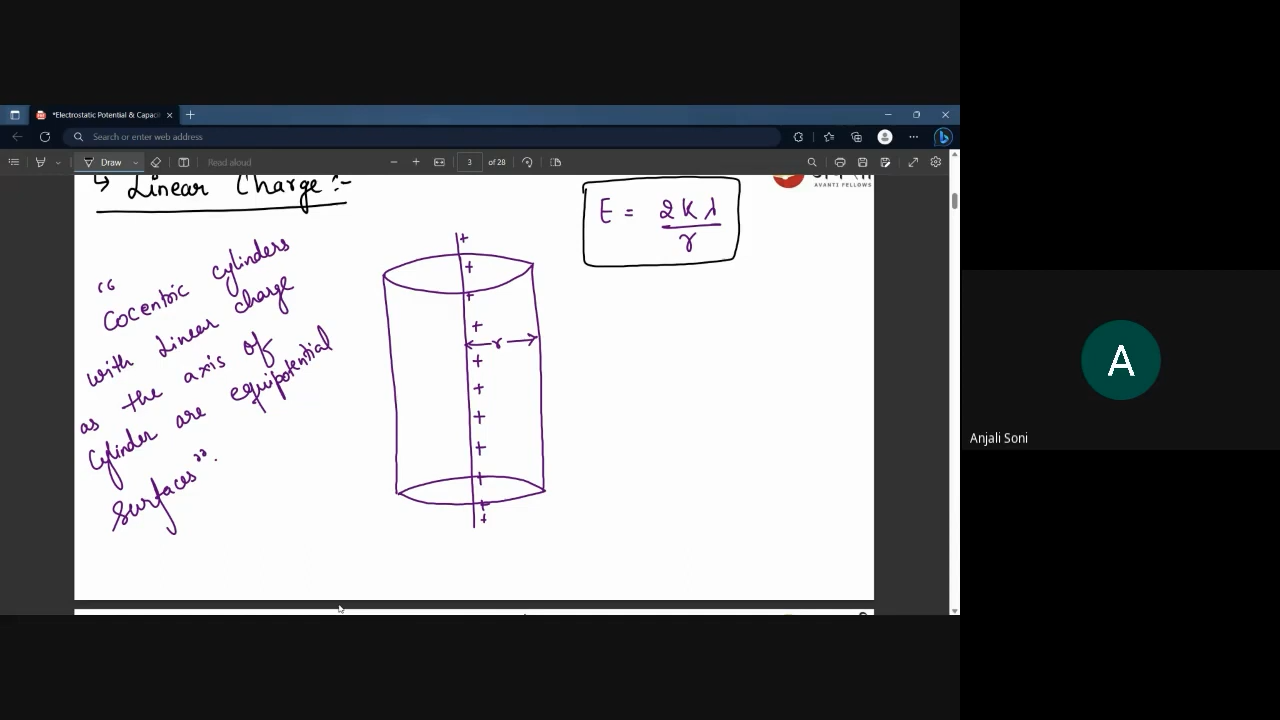 *Electrostatic Potential & Capaci
Search or enter web address
Draw
Read aloud
3
of 28
↳ Linear Charge :-
AVANTI FELLOWS
E = 2Kλ
r
“
Cocentric cylinders
with linear charge
as the axis of
cylinder are equipotential
surfaces”.
+
+
+
+
r
+
+
+
+
+
+
+
A
Anjali Soni